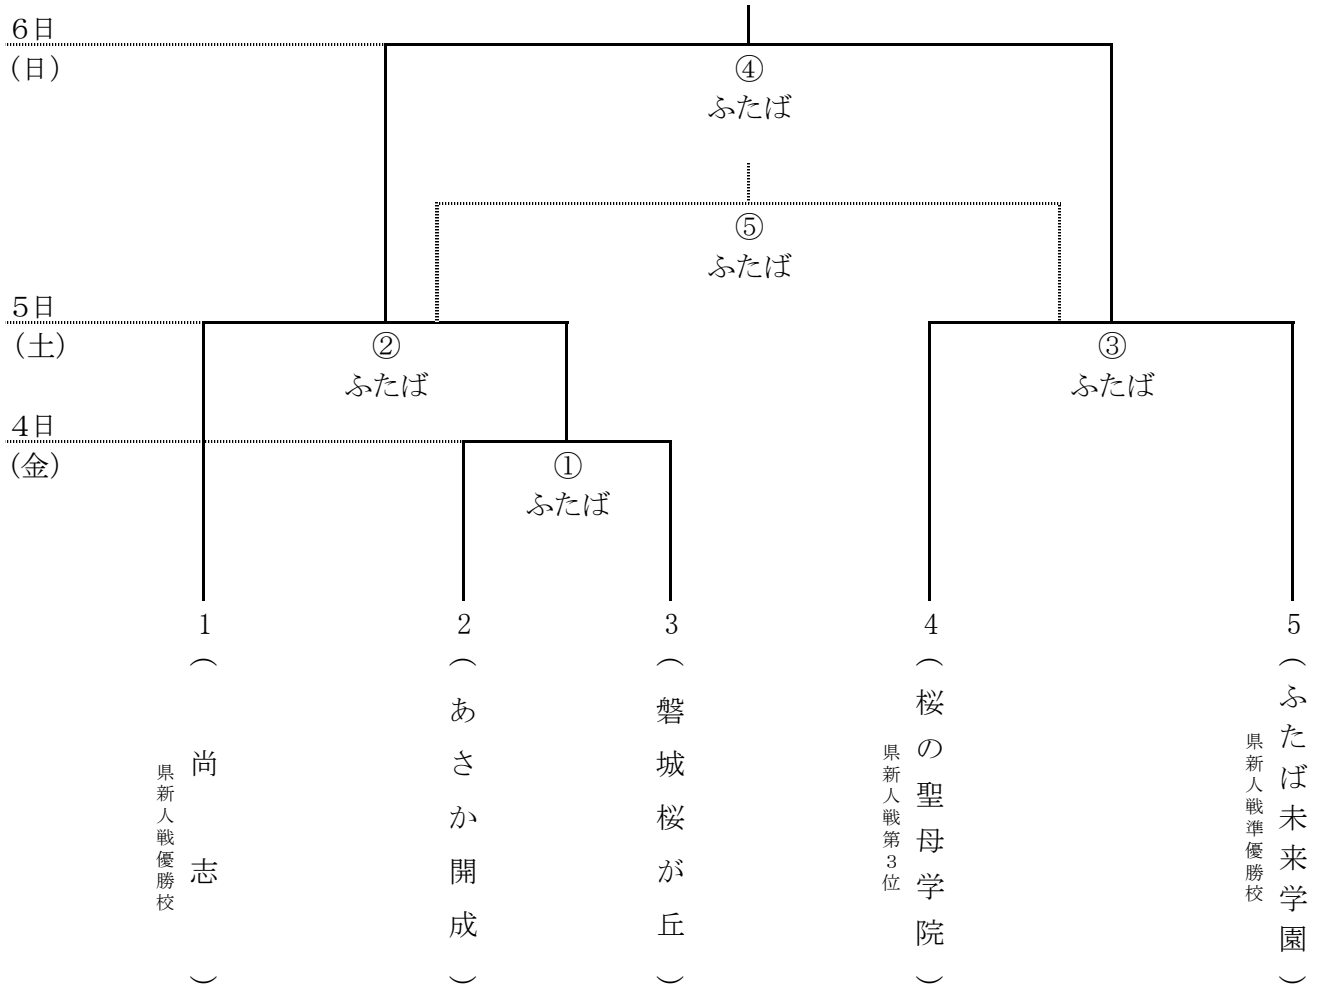 6日
(日)
④
ふたば
⑤
ふたば
5日
(土)
②
ふたば
③
ふたば
4日
(金)
①
ふたば
1
2
3
4
5
(尚志)
県新人戦優勝校
(あさか開成)
(磐城桜が丘)
(桜の聖母学院)
県新人戦第3位
(ふたば未来学園)
県新人戦準優勝校